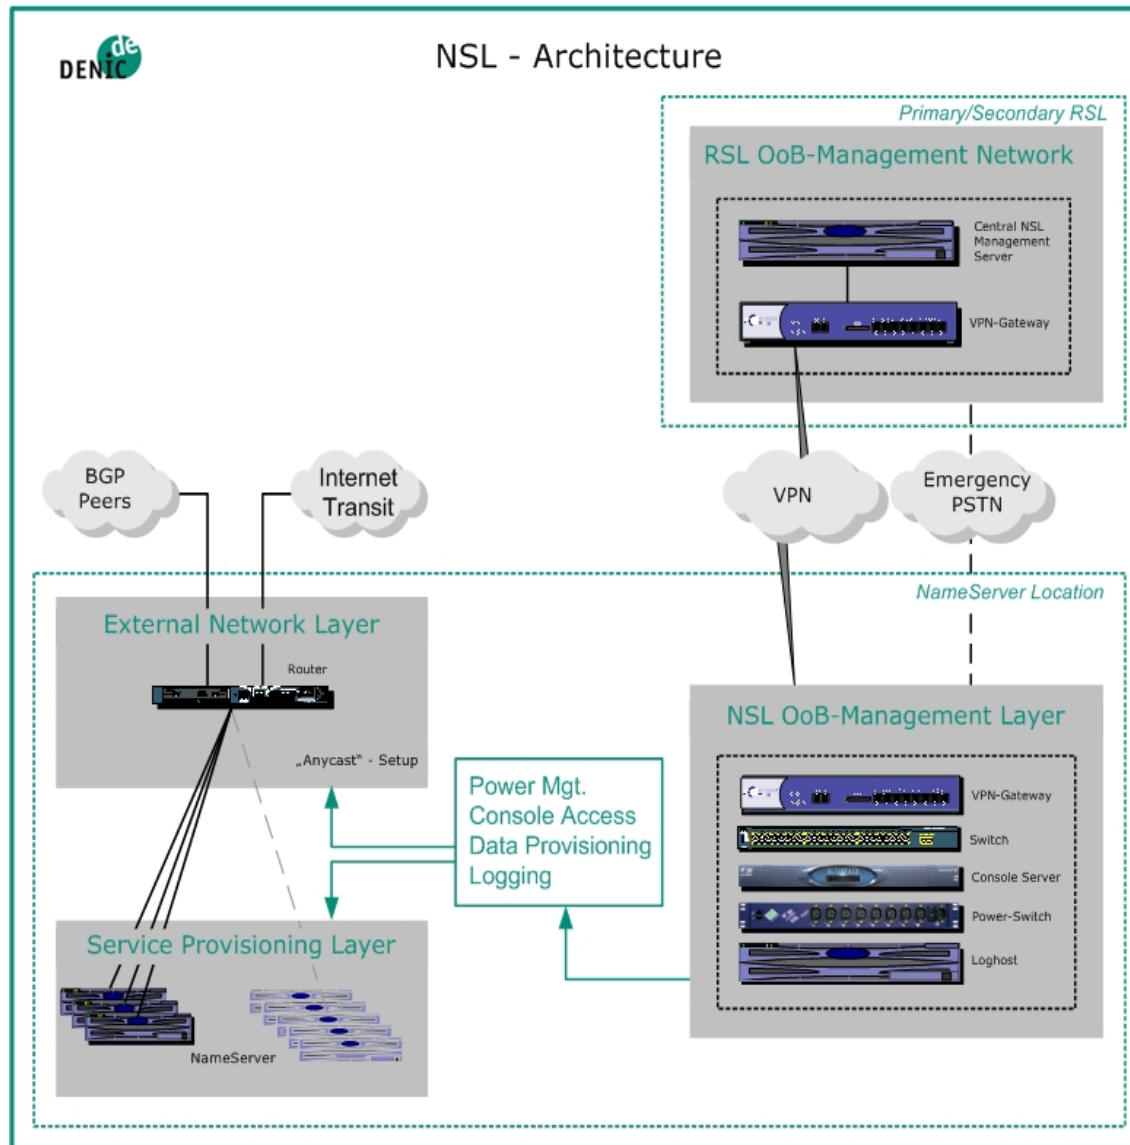 de
DENIC
NSL - Architecture
Primary/Secondary RSL
RSL OoB-Management Network
Central NSL
Management
Server
VPN-Gateway
BGP
Peers
Internet
Transit
VPN
Emergency
PSTN
NameServer Location
External Network Layer
Router
„Anycast“ - Setup
NSL OoB-Management Layer
VPN-Gateway
Switch
Console Server
Power-Switch
Loghost
Power Mgt.
Console Access
Data Provisioning
Logging
Service Provisioning Layer
NameServer